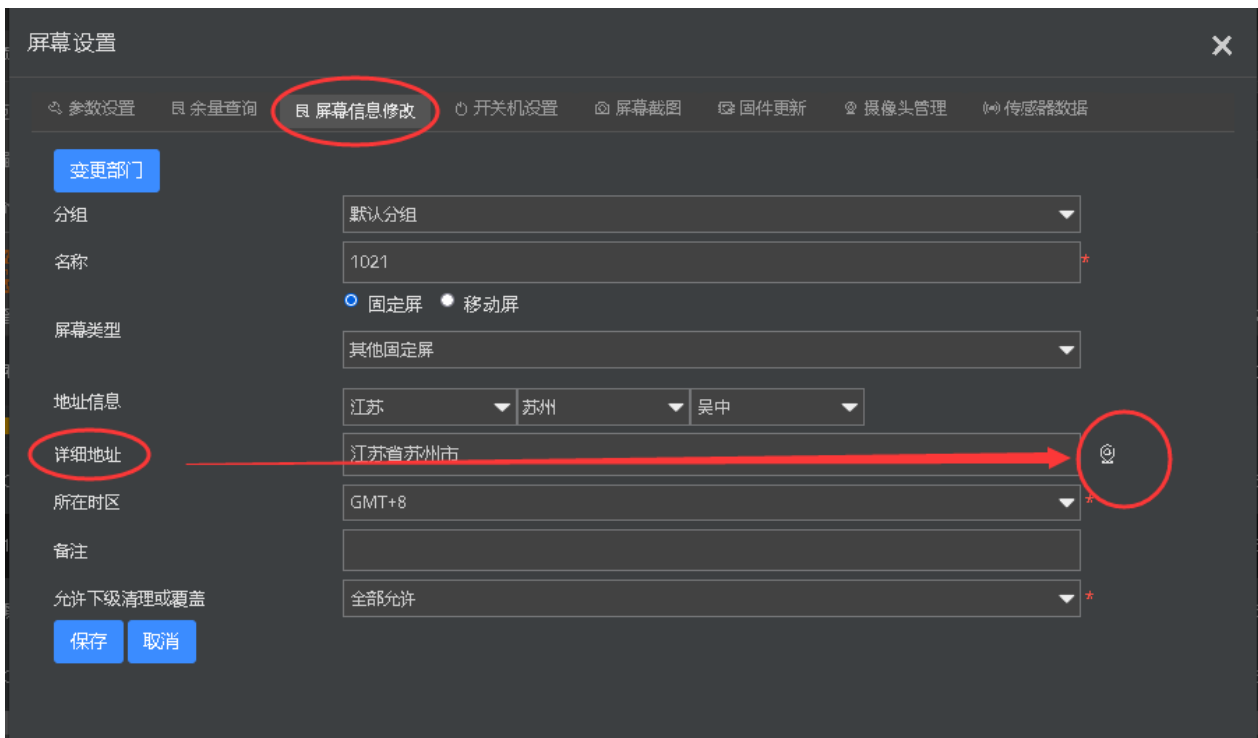 屏幕设置
参数设置 余量查询 屏幕信息修改 开关机设置 屏幕截图 固件更新 摄像头管理 传感器数据
变更部门
分组 默认分组
名称 1021 *
固定屏 移动屏
屏幕类型
其他固定屏
地址信息 江苏 苏州 吴中
详细地址 江苏省苏州市
所在时区 GMT+8 *
备注
允许下级清理或覆盖 全部允许 *
保存 取消